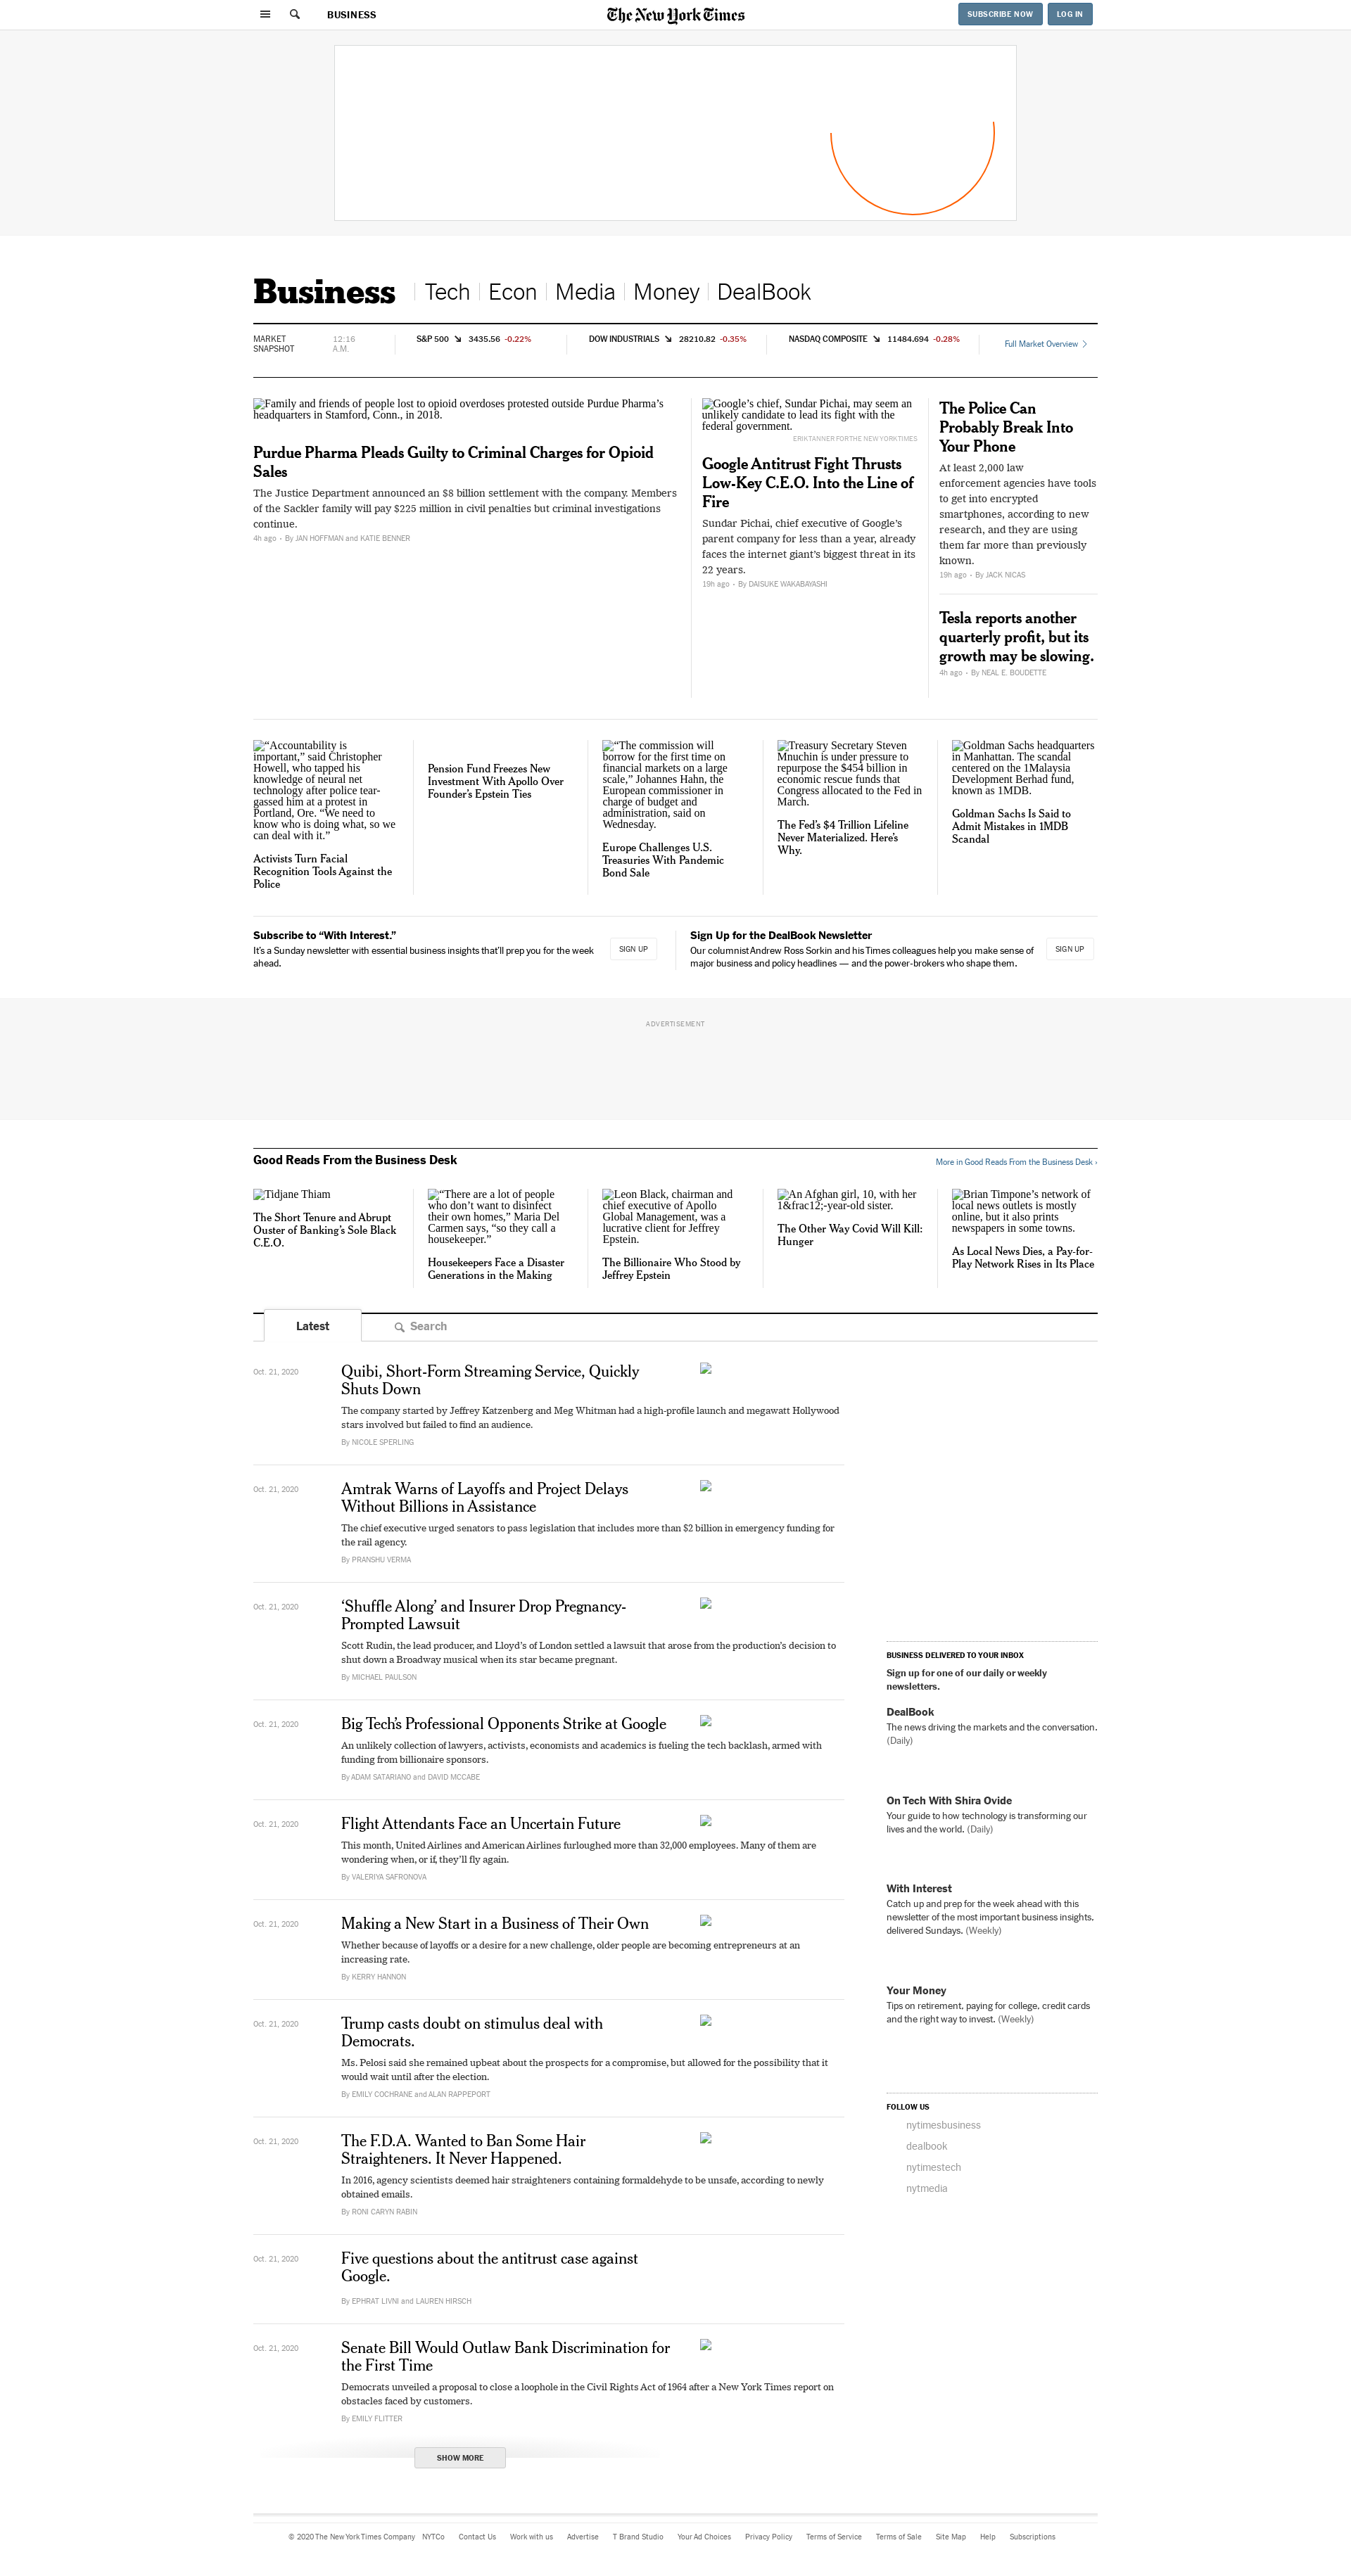 BUSINESS
The New York Times
SUBSCRIBE NOW
LOG IN
Business
Tech
Econ
Media
Money
DealBook
MARKET
SNAPSHOT
12:16
A.M.
S&P 500 3435.56 -0.22%
DOW INDUSTRIALS 28210.82 -0.35%
NASDAQ COMPOSITE 11484.694 -0.28%
Full Market Overview
Family and friends of people lost to opioid overdoses protested outside Purdue Pharma’s
headquarters in Stamford, Conn., in 2018.
Purdue Pharma Pleads Guilty to Criminal Charges for Opioid
Sales
The Justice Department announced an $8 billion settlement with the company. Members
of the Sackler family will pay $225 million in civil penalties but criminal investigations
continue.
4h ago • By JAN HOFFMAN and KATIE BENNER
Google’s chief, Sundar Pichai, may seem an
unlikely candidate to lead its fight with the
federal government.
ERIK TANNER FOR THE NEW YORK TIMES
Google Antitrust Fight Thrusts
Low-Key C.E.O. Into the Line of
Fire
Sundar Pichai, chief executive of Google’s
parent company for less than a year, already
faces the internet giant’s biggest threat in its
22 years.
19h ago • By DAISUKE WAKABAYASHI
The Police Can
Probably Break Into
Your Phone
At least 2,000 law
enforcement agencies have tools
to get into encrypted
smartphones, according to new
research, and they are using
them far more than previously
known.
19h ago • By JACK NICAS
Tesla reports another
quarterly profit, but its
growth may be slowing.
4h ago • By NEAL E. BOUDETTE
“Accountability is
important,” said Christopher
Howell, who tapped his
knowledge of neural net
technology after police tear-
gassed him at a protest in
Portland, Ore. “We need to
know who is doing what, so we
can deal with it.”
Activists Turn Facial
Recognition Tools Against the
Police
Pension Fund Freezes New
Investment With Apollo Over
Founder’s Epstein Ties
“The commission will
borrow for the first time on
financial markets on a large
scale,” Johannes Hahn, the
European commissioner in
charge of budget and
administration, said on
Wednesday.
Europe Challenges U.S.
Treasuries With Pandemic
Bond Sale
Treasury Secretary Steven
Mnuchin is under pressure to
repurpose the $454 billion in
economic rescue funds that
Congress allocated to the Fed in
March.
The Fed’s $4 Trillion Lifeline
Never Materialized. Here’s
Why.
Goldman Sachs headquarters
in Manhattan. The scandal
centered on the 1Malaysia
Development Berhad fund,
known as 1MDB.
Goldman Sachs Is Said to
Admit Mistakes in 1MDB
Scandal
Subscribe to “With Interest.”
It’s a Sunday newsletter with essential business insights that’ll prep you for the week
ahead.
SIGN UP
Sign Up for the DealBook Newsletter
Our columnist Andrew Ross Sorkin and his Times colleagues help you make sense of
major business and policy headlines — and the power-brokers who shape them.
SIGN UP
ADVERTISEMENT
Good Reads From the Business Desk
More in Good Reads From the Business Desk ›
Tidjane Thiam
The Short Tenure and Abrupt
Ouster of Banking’s Sole Black
C.E.O.
“There are a lot of people
who don’t want to disinfect
their own homes,” Maria Del
Carmen says, “so they call a
housekeeper.”
Housekeepers Face a Disaster
Generations in the Making
Leon Black, chairman and
chief executive of Apollo
Global Management, was a
lucrative client for Jeffrey
Epstein.
The Billionaire Who Stood by
Jeffrey Epstein
An Afghan girl, 10, with her
1&frac12;-year-old sister.
The Other Way Covid Will Kill:
Hunger
Brian Timpone’s network of
local news outlets is mostly
online, but it also prints
newspapers in some towns.
As Local News Dies, a Pay-for-
Play Network Rises in Its Place
Latest
Search
Oct. 21, 2020
Quibi, Short-Form Streaming Service, Quickly
Shuts Down
The company started by Jeffrey Katzenberg and Meg Whitman had a high-profile launch and megawatt Hollywood
stars involved but failed to find an audience.
By NICOLE SPERLING
Oct. 21, 2020
Amtrak Warns of Layoffs and Project Delays
Without Billions in Assistance
The chief executive urged senators to pass legislation that includes more than $2 billion in emergency funding for
the rail agency.
By PRANSHU VERMA
Oct. 21, 2020
‘Shuffle Along’ and Insurer Drop Pregnancy-
Prompted Lawsuit
Scott Rudin, the lead producer, and Lloyd’s of London settled a lawsuit that arose from the production’s decision to
shut down a Broadway musical when its star became pregnant.
By MICHAEL PAULSON
Oct. 21, 2020
Big Tech’s Professional Opponents Strike at Google
An unlikely collection of lawyers, activists, economists and academics is fueling the tech backlash, armed with
funding from billionaire sponsors.
By ADAM SATARIANO and DAVID MCCABE
Oct. 21, 2020
Flight Attendants Face an Uncertain Future
This month, United Airlines and American Airlines furloughed more than 32,000 employees. Many of them are
wondering when, or if, they’ll fly again.
By VALERIYA SAFRONOVA
Oct. 21, 2020
Making a New Start in a Business of Their Own
Whether because of layoffs or a desire for a new challenge, older people are becoming entrepreneurs at an
increasing rate.
By KERRY HANNON
Oct. 21, 2020
Trump casts doubt on stimulus deal with
Democrats.
Ms. Pelosi said she remained upbeat about the prospects for a compromise, but allowed for the possibility that it
would wait until after the election.
By EMILY COCHRANE and ALAN RAPPEPORT
Oct. 21, 2020
The F.D.A. Wanted to Ban Some Hair
Straighteners. It Never Happened.
In 2016, agency scientists deemed hair straighteners containing formaldehyde to be unsafe, according to newly
obtained emails.
By RONI CARYN RABIN
Oct. 21, 2020
Five questions about the antitrust case against
Google.
By EPHRAT LIVNI and LAUREN HIRSCH
Oct. 21, 2020
Senate Bill Would Outlaw Bank Discrimination for
the First Time
Democrats unveiled a proposal to close a loophole in the Civil Rights Act of 1964 after a New York Times report on
obstacles faced by customers.
By EMILY FLITTER
SHOW MORE
BUSINESS DELIVERED TO YOUR INBOX
Sign up for one of our daily or weekly
newsletters.
DealBook
The news driving the markets and the conversation.
(Daily)
On Tech With Shira Ovide
Your guide to how technology is transforming our
lives and the world. (Daily)
With Interest
Catch up and prep for the week ahead with this
newsletter of the most important business insights,
delivered Sundays. (Weekly)
Your Money
Tips on retirement, paying for college, credit cards
and the right way to invest. (Weekly)
FOLLOW US
nytimesbusiness
dealbook
nytimestech
nytmedia
© 2020 The New York Times Company NYTCo Contact Us Work with us Advertise T Brand Studio Your Ad Choices Privacy Policy Terms of Service Terms of Sale Site Map Help Subscriptions